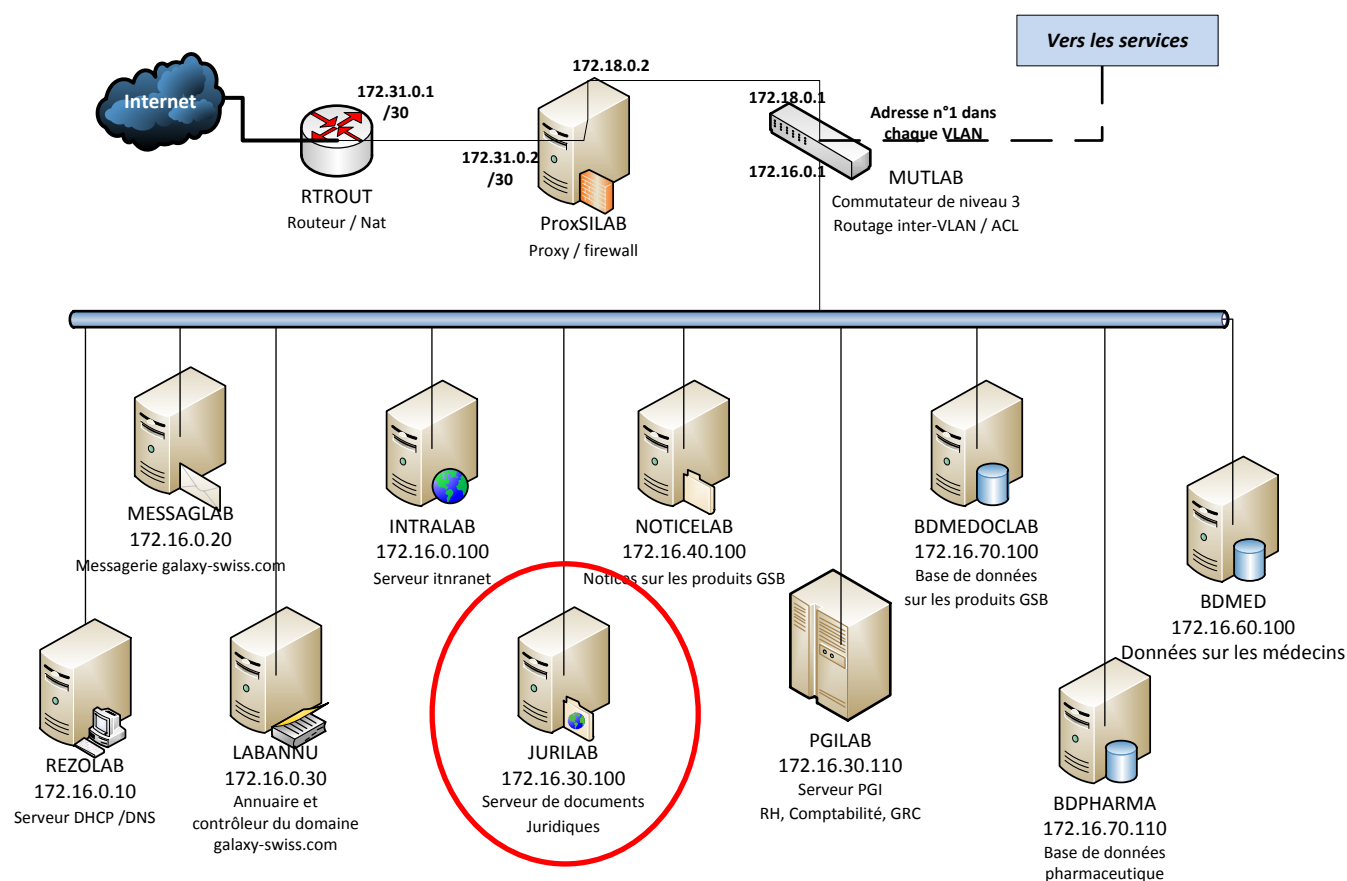 Vers les services
Internet
172.31.0.1
/30
172.18.0.2
172.18.0.1
Adresse n°1 dans
chaque VLAN
172.31.0.2
/30
172.16.0.1
RTROUT
Routeur / Nat
ProxSILAB
Proxy / firewall
MUTLAB
Commutateur de niveau 3
Routage inter-VLAN / ACL
MESSAGLAB
172.16.0.20
Messagerie galaxy-swiss.com
INTRALAB
172.16.0.100
Serveur itnranet
NOTICELAB
172.16.40.100
Notices sur les produits GSB
BDMEDOCLAB
172.16.70.100
Base de données
sur les produits GSB
BDMED
172.16.60.100
Données sur les médecins
REZOLAB
172.16.0.10
Serveur DHCP /DNS
LABANNU
172.16.0.30
Annuaire et
contrôleur du domaine
galaxy-swiss.com
JURILAB
172.16.30.100
Serveur de documents
Juridiques
PGILAB
172.16.30.110
Serveur PGI
RH, Comptabilité, GRC
BDPHARMA
172.16.70.110
Base de données
pharmaceutique